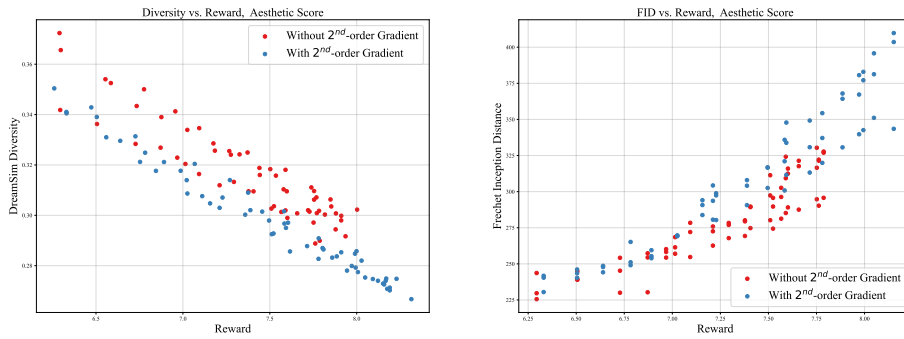 Diversity vs. Reward, Aesthetic Score
Without 2nd-order Gradient
With 2nd-order Gradient
0.36
0.34
0.32
0.30
0.28
DreamSim Diversity
6.5 7.0 7.5 8.0
Reward
FID vs. Reward, Aesthetic Score
400
375
350
325
300
275
250
225
Frechet Inception Distance
Without 2nd-order Gradient
With 2nd-order Gradient
6.25 6.50 6.75 7.00 7.25 7.50 7.75 8.00
Reward